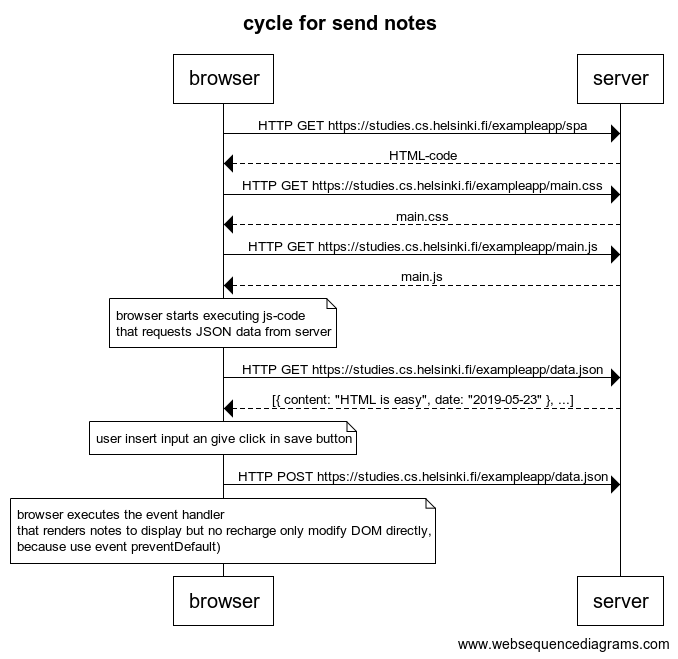 cycle for send notes
browser
server
HTTP GET https://studies.cs.helsinki.fi/exampleapp/spa
HTML-code
HTTP GET https://studies.cs.helsinki.fi/exampleapp/main.css
main.css
HTTP GET https://studies.cs.helsinki.fi/exampleapp/main.js
main.js
browser starts executing js-code
that requests JSON data from server
HTTP GET https://studies.cs.helsinki.fi/exampleapp/data.json
[{ content: "HTML is easy", date: "2019-05-23" }, ...]
user insert input an give click in save button
HTTP POST https://studies.cs.helsinki.fi/exampleapp/data.json
browser executes the event handler
that renders notes to display but no recharge only modify DOM directly,
because use event preventDefault)
browser
server
www.websequencediagrams.com